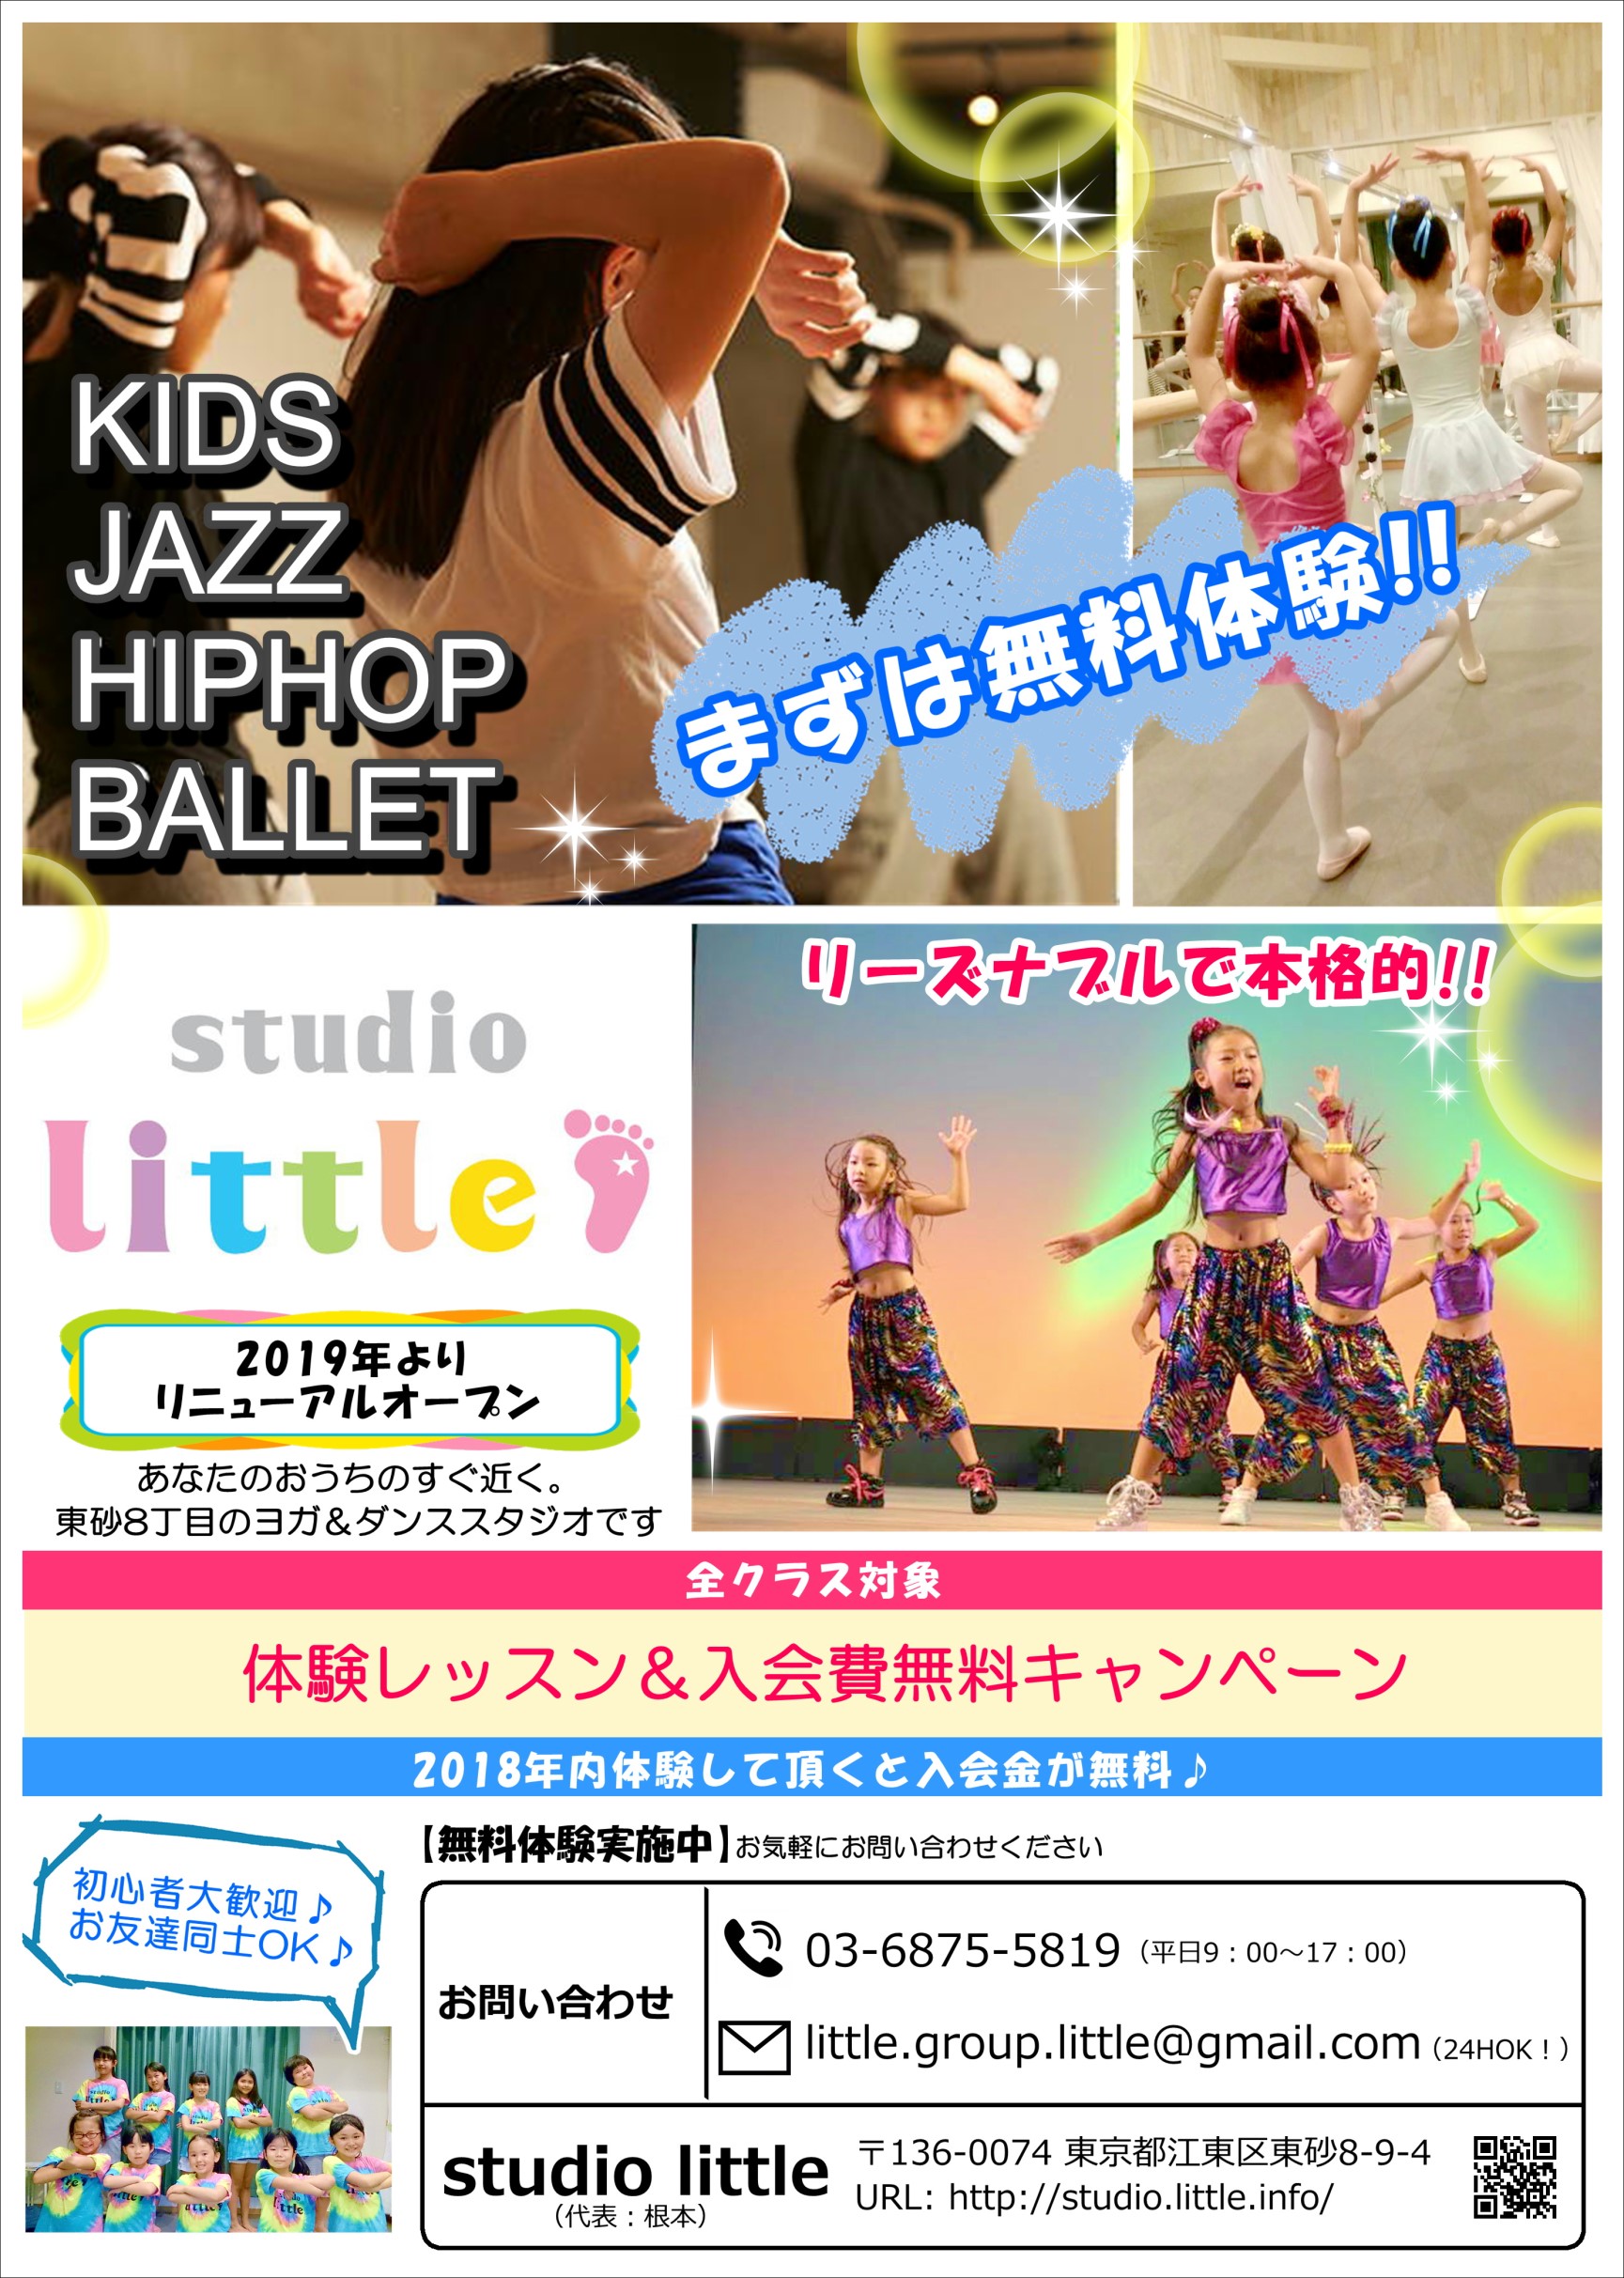 KIDS
JAZZ
HIPHOP
BALLET
まずは無料体験!!
studio
little
リーズナブルで本格的!!
2019年より
リニューアルオープン
あなたのおうちのすぐ近く。
東砂8丁目のヨガ&ダンススタジオです
全クラス対象
体験レッスン&入会費無料キャンペーン
2018年内体験して頂くと入会金が無料♪
初心者大歓迎♪
お友達同士OK♪
【無料体験実施中】お気軽にお問い合わせください
お問い合わせ
03-6875-5819（平日9：00～17：00）
little.group.little@gmail.com（24HOK！）
studio little
（代表：根本）
〒136-0074 東京都江東区東砂8-9-4
URL: http://studio.little.info/